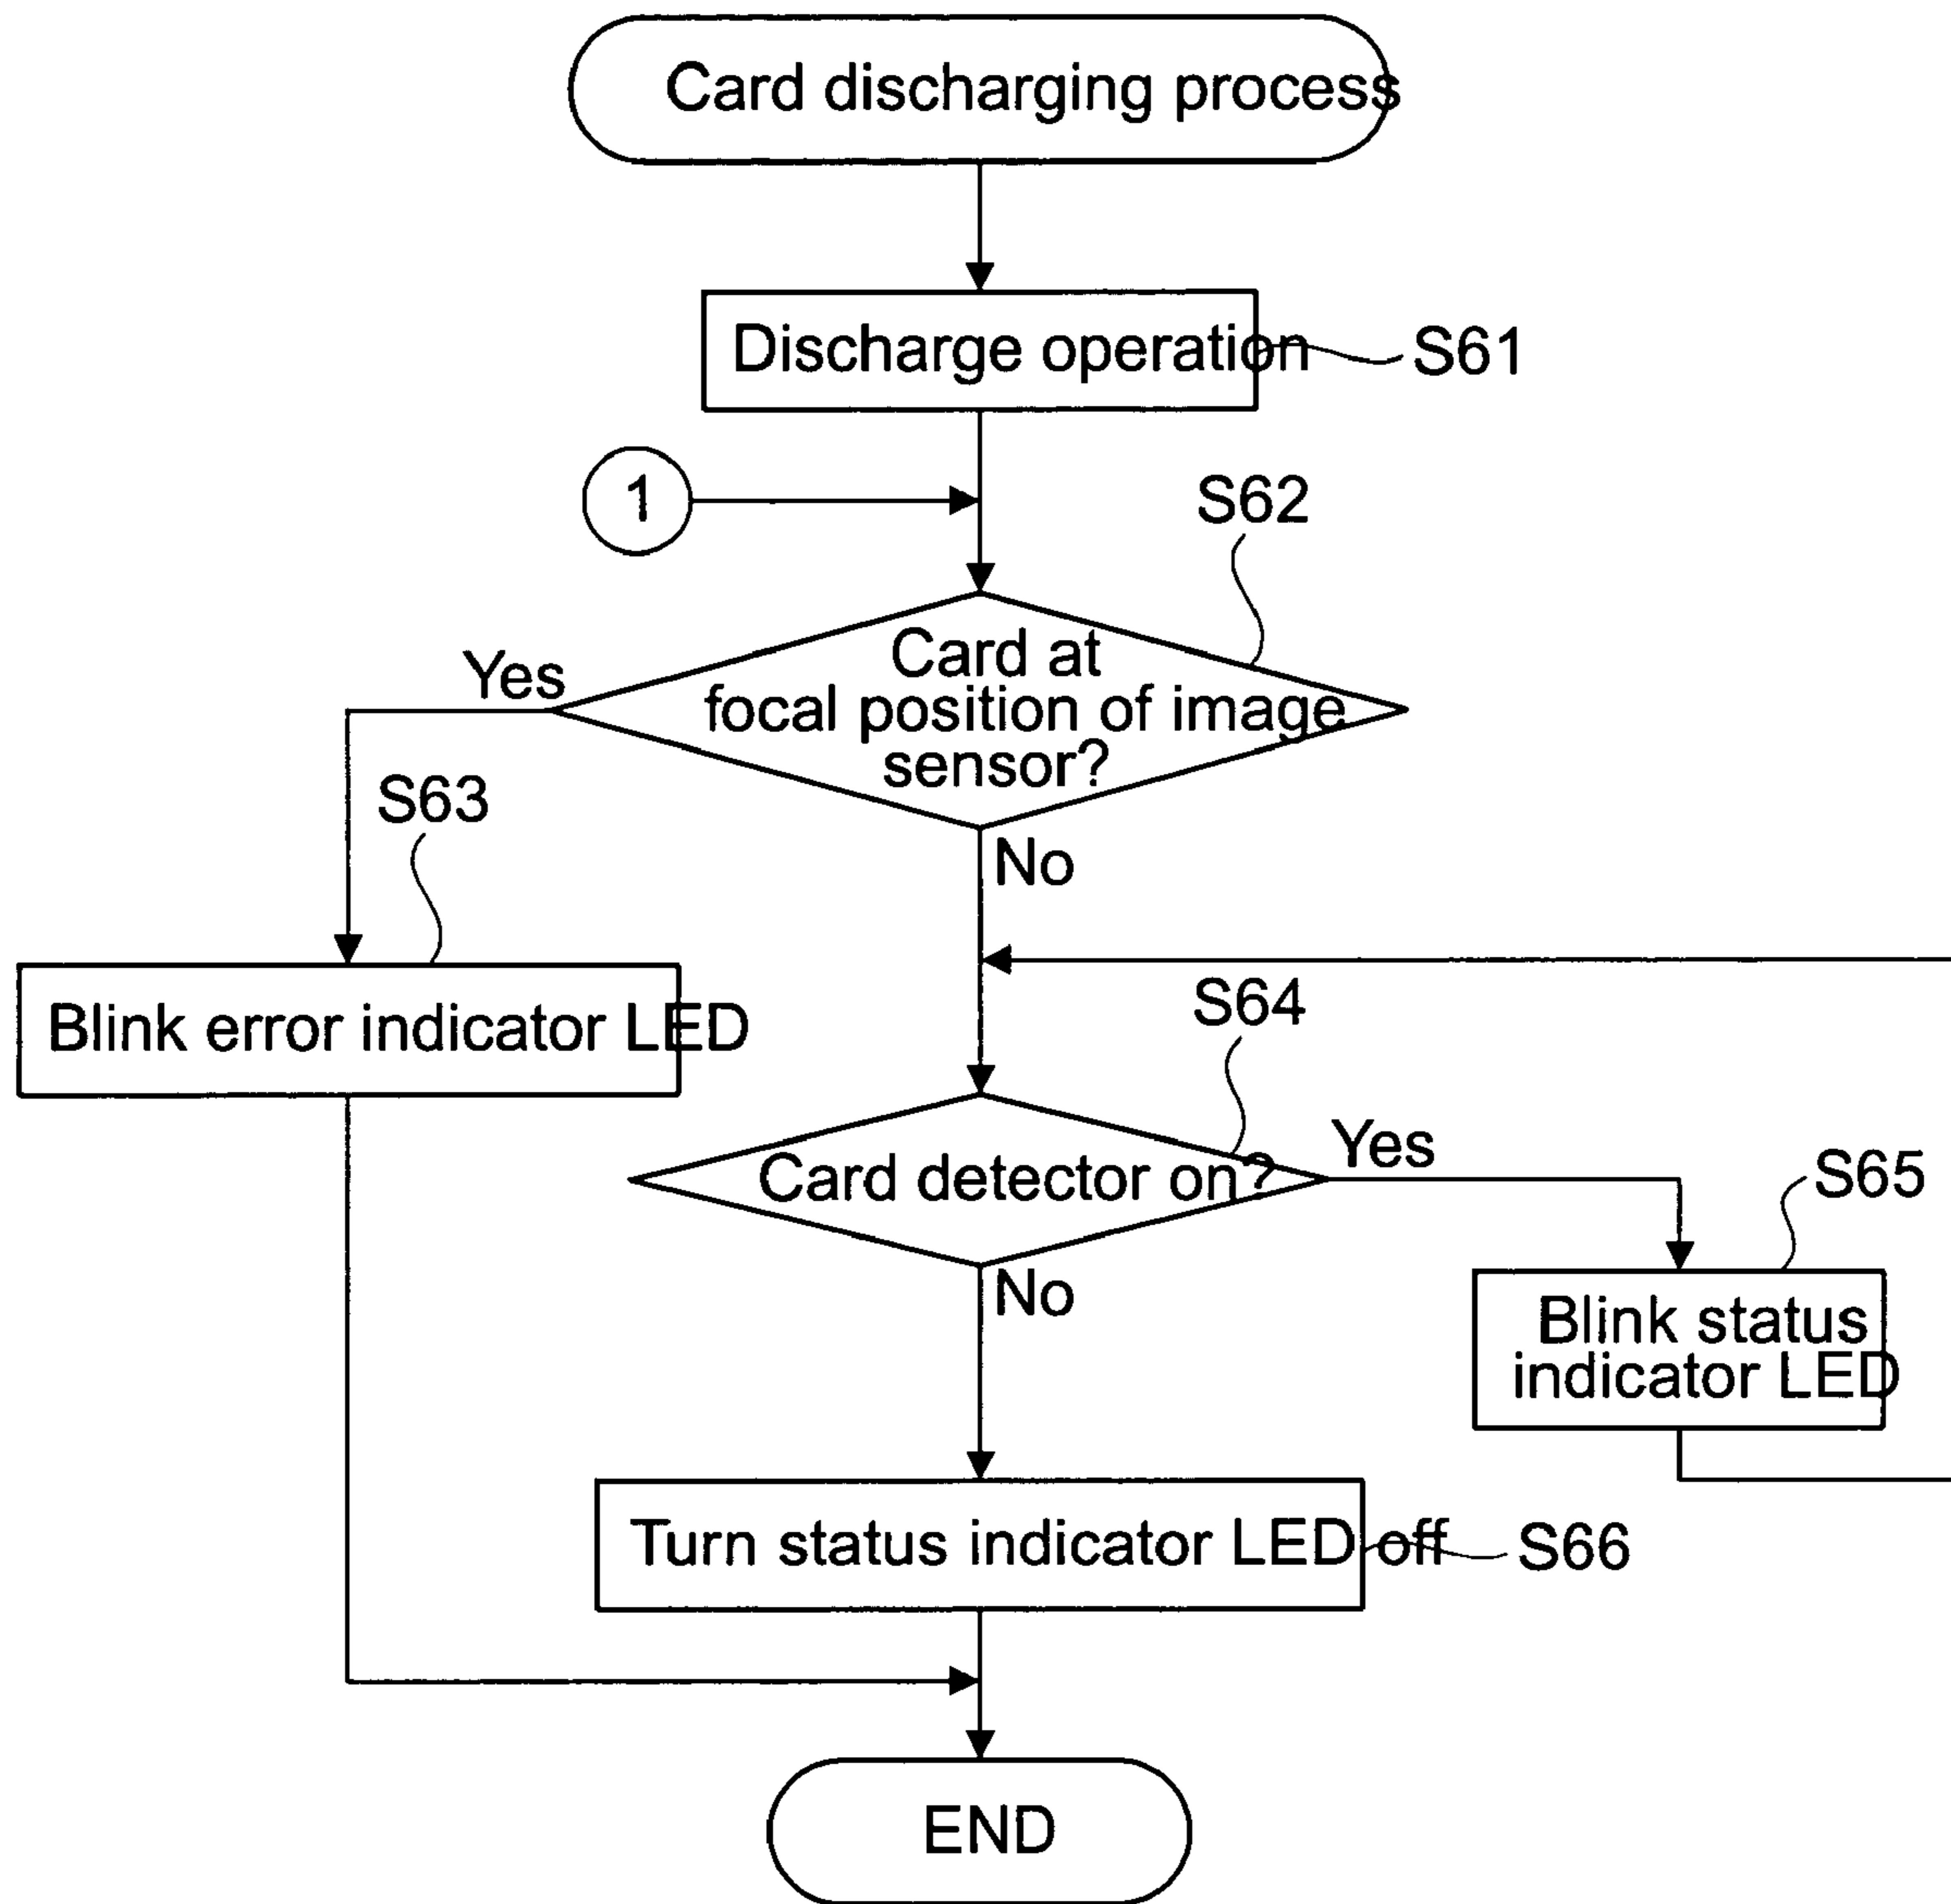 Card discharging process
Discharge operation
S61
1
S62
Card at
focal position of image
sensor?
Yes
No
S63
Blink error indicator LED
S64
Card detector on?
Yes
No
S65
Blink status
indicator LED
Turn status indicator LED off
S66
END